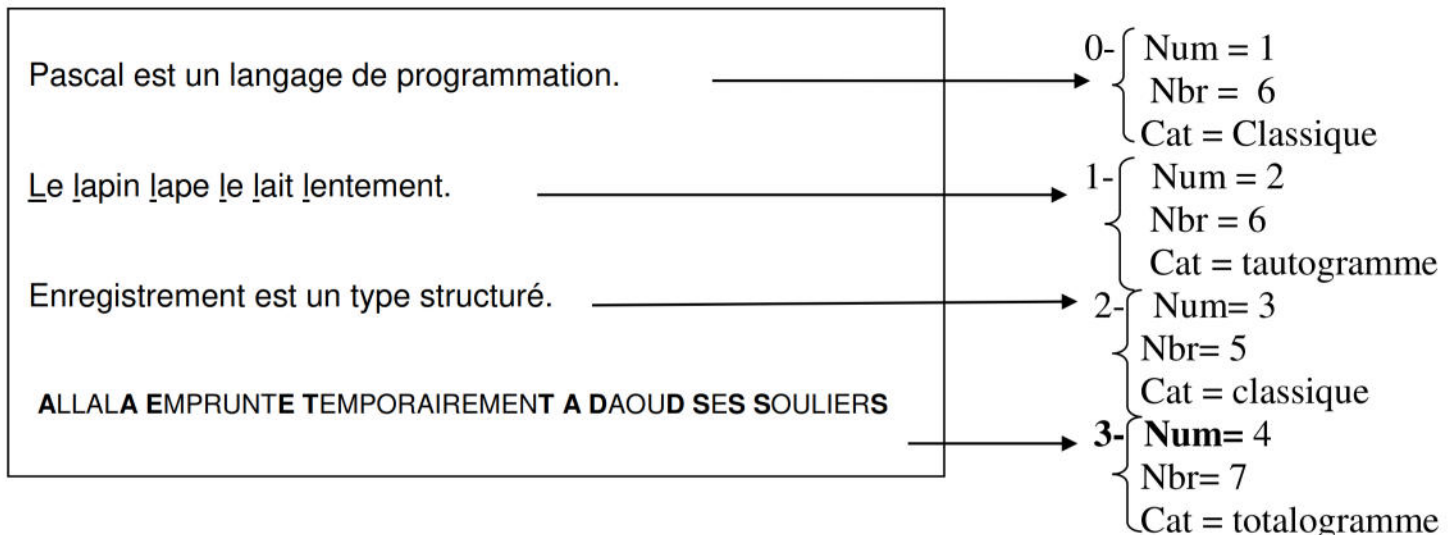 Pascal est un langage de programmation.
0- Num = 1
Nbr = 6
Cat = Classique
Le lapin lape le lait lentement.
1- Num = 2
Nbr = 6
Cat = tautogramme
Enregistrement est un type structuré.
2- Num= 3
Nbr= 5
Cat = classique
ALLALA EMPRUNTE TEMPORAIREMENT A DAOUD SES SOULIERS
3- Num= 4
Nbr= 7
Cat = totalogramme